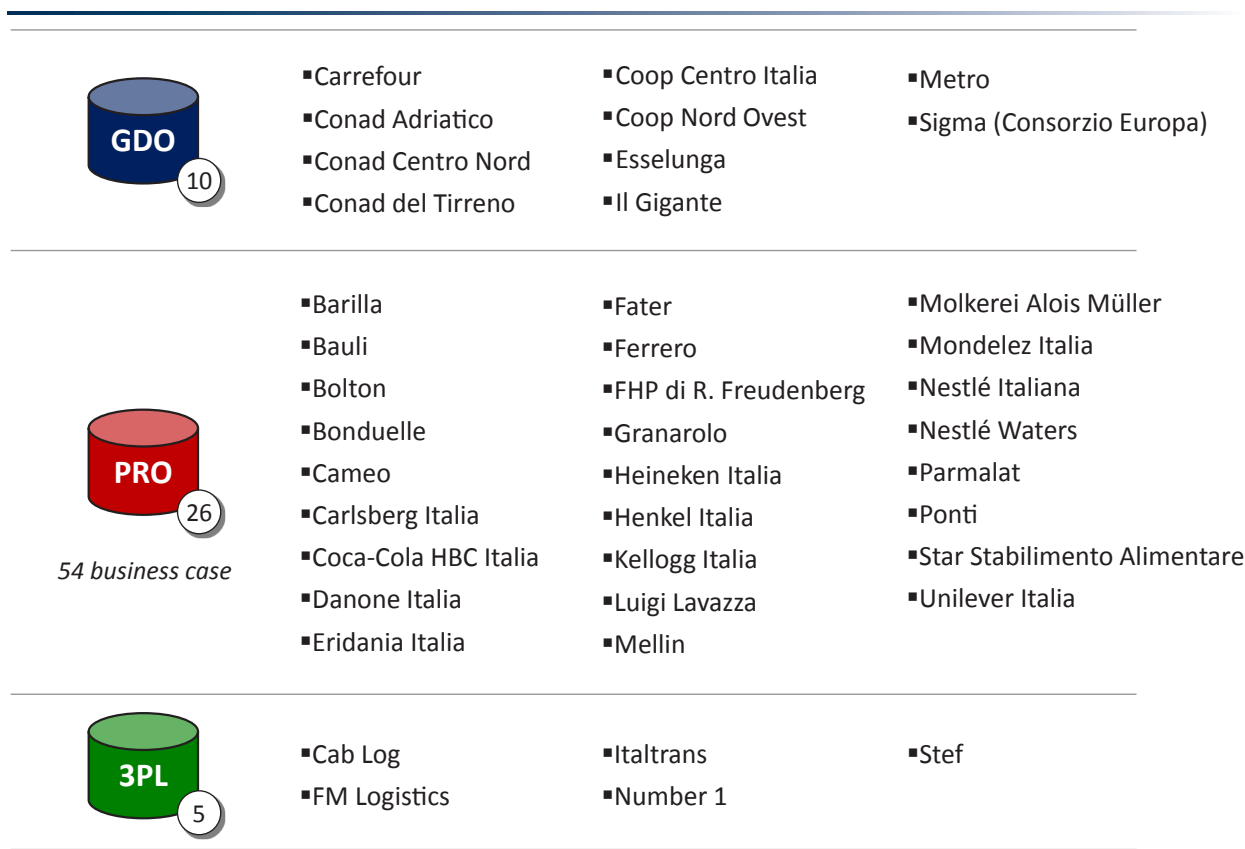 GDO
10
▪Carrefour
▪Conad Adriatico
▪Conad Centro Nord
▪Conad del Tirreno
▪Coop Centro Italia
▪Coop Nord Ovest
▪Esselunga
▪Il Gigante
▪Metro
▪Sigma (Consorzio Europa)
PRO
26
54 business case
▪Barilla
▪Bauli
▪Bolton
▪Bonduelle
▪Cameo
▪Carlsberg Italia
▪Coca-Cola HBC Italia
▪Danone Italia
▪Eridania Italia
▪Fater
▪Ferrero
▪FHP di R. Freudenberg
▪Granarolo
▪Heineken Italia
▪Henkel Italia
▪Kellogg Italia
▪Luigi Lavazza
▪Mellin
▪Molkerei Alois Müller
▪Mondelez Italia
▪Nestlé Italiana
▪Nestlé Waters
▪Parmalat
▪Ponti
▪Star Stabilimento Alimentare
▪Unilever Italia
3PL
5
▪Cab Log
▪FM Logistics
▪Italtrans
▪Number 1
▪Stef